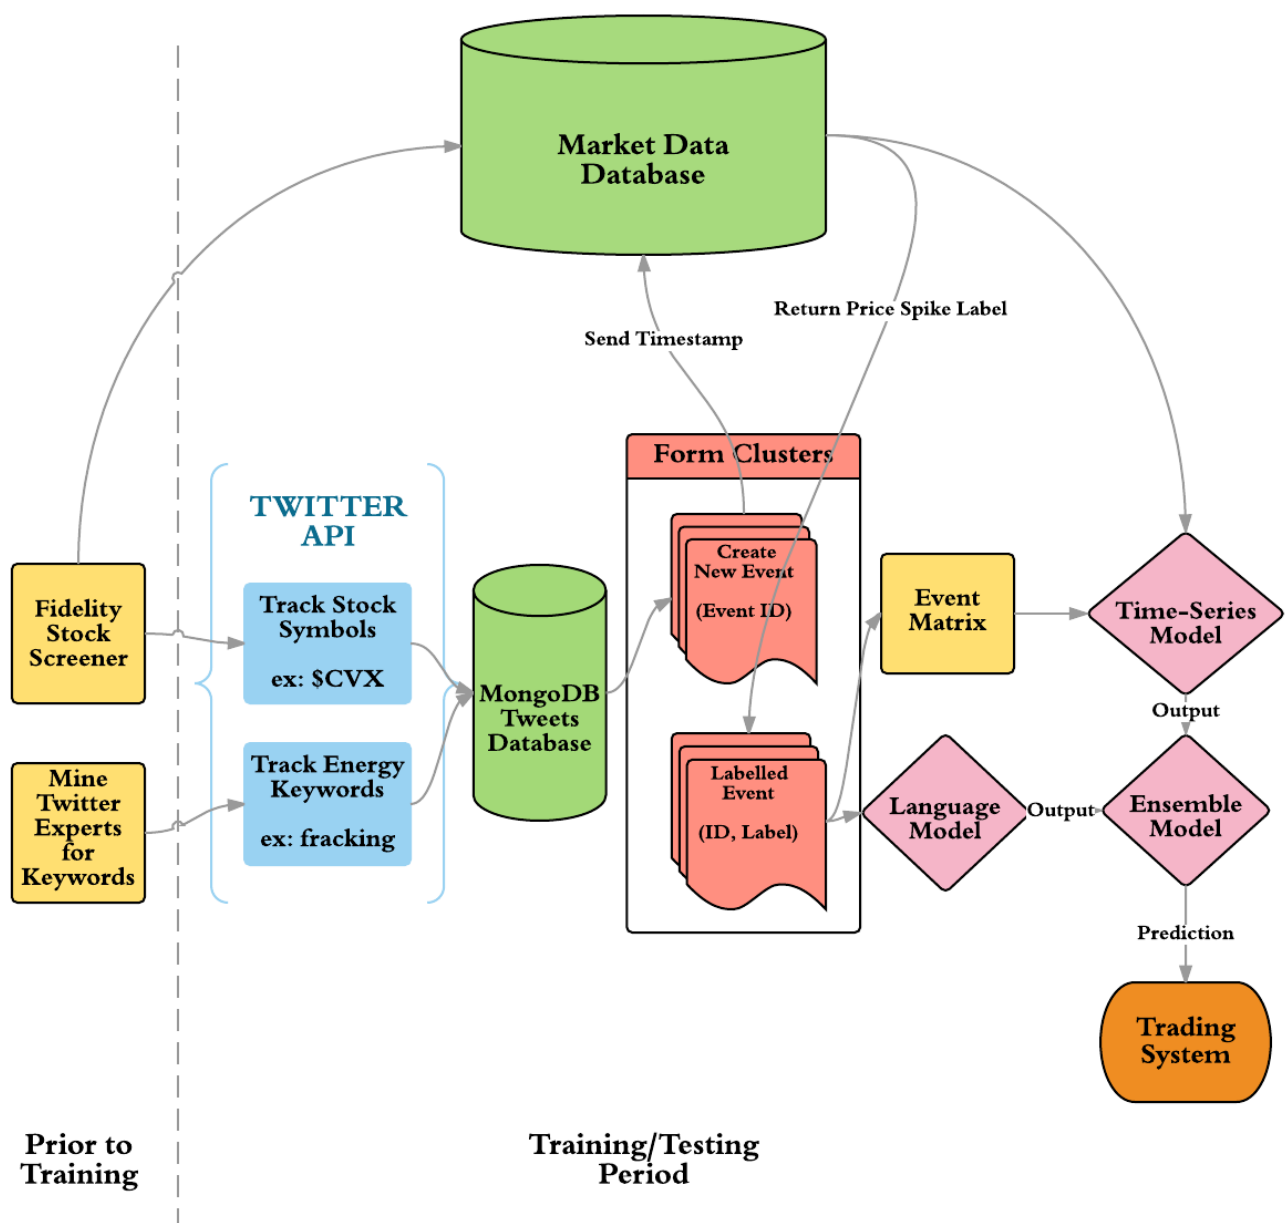 Market Data
Database
Return Price Spike Label
Send Timestamp
Form Clusters
TWITTER
API
Create
New Event
(Event ID)
Fidelity
Stock
Screener
Track Stock
Symbols
ex: $CVX
Event
Matrix
Time-Series
Model
MongoDB
Tweets
Database
Output
Mine
Twitter
Experts
for
Keywords
Track Energy
Keywords
ex: fracking
Labelled
Event
(ID, Label)
Language
Model
Output
Ensemble
Model
Prediction
Trading
System
Prior to
Training
Training/Testing
Period